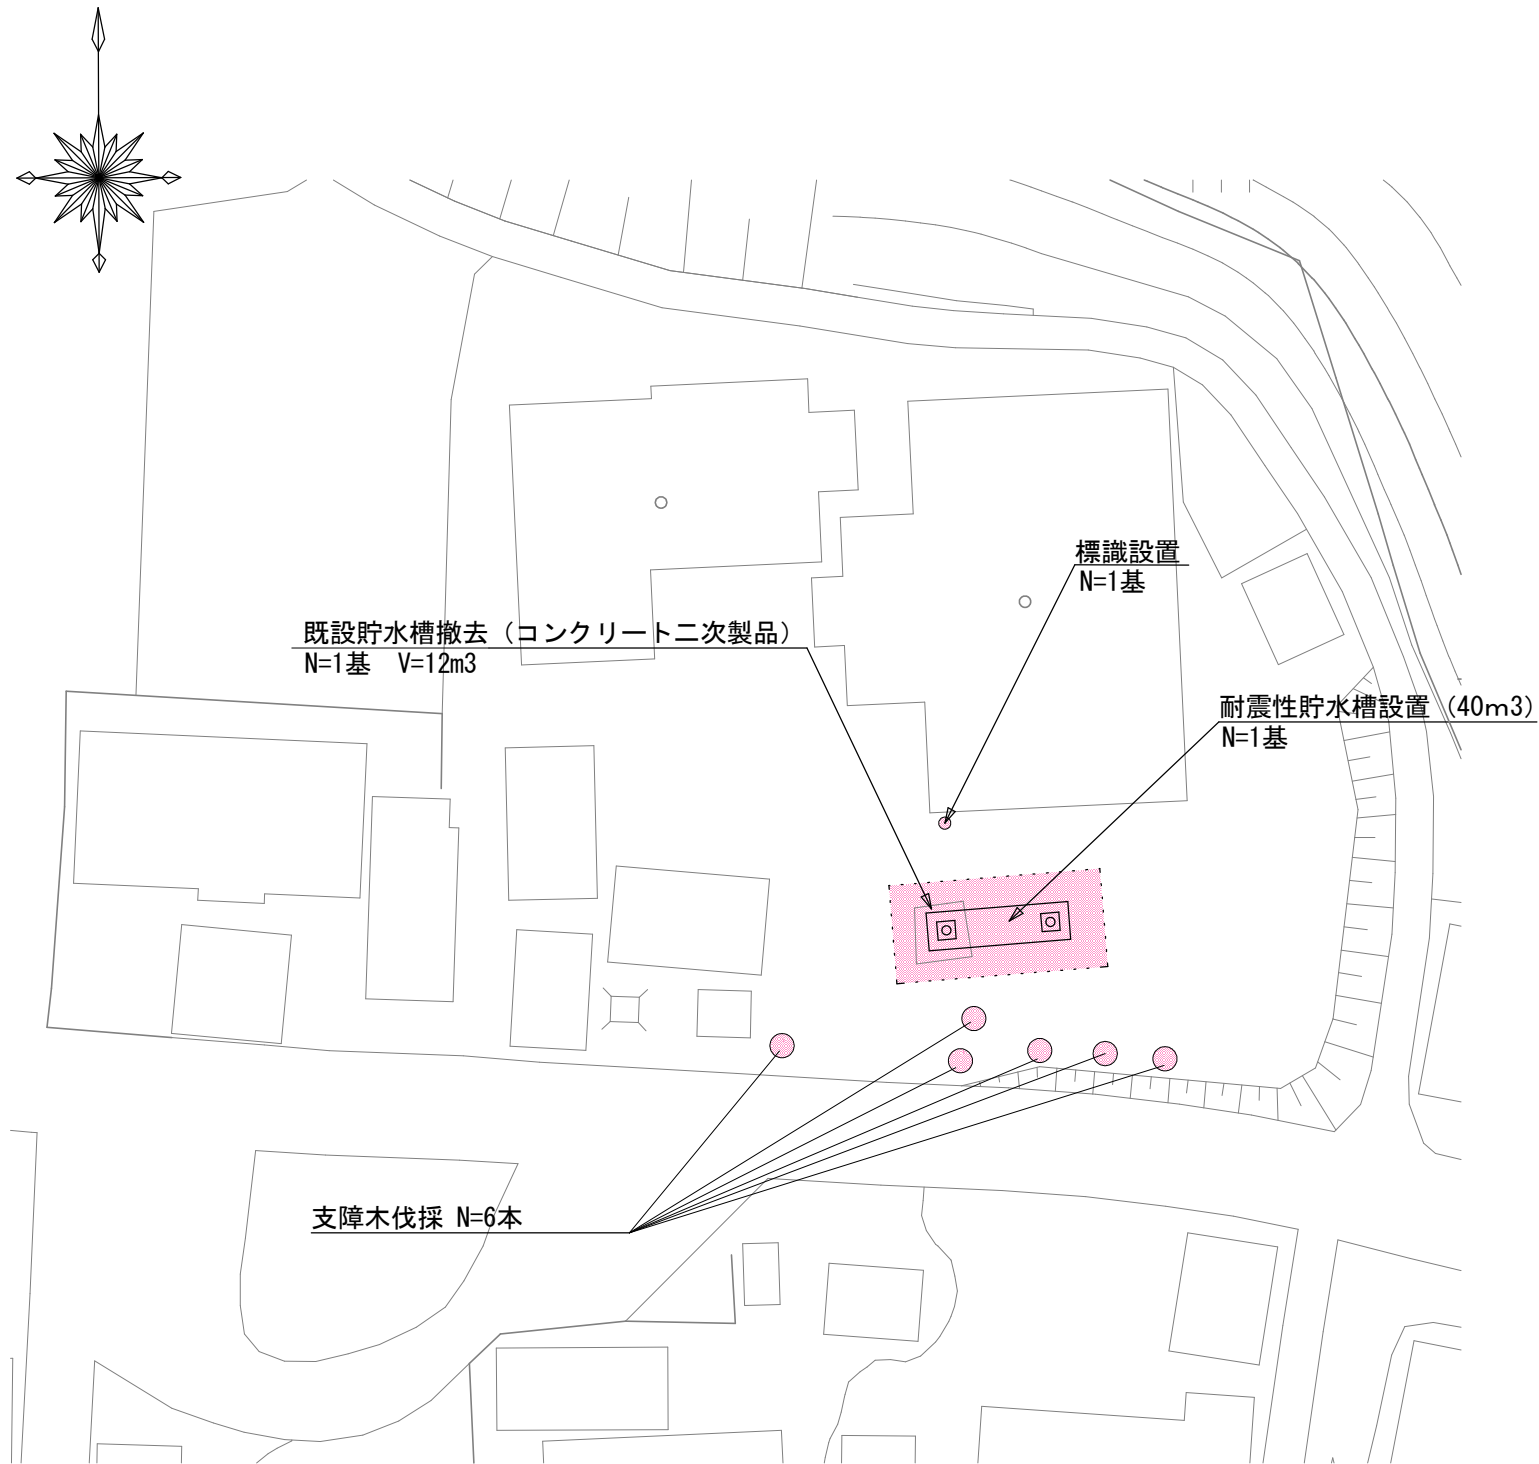 標識設置
N=1基
既設貯水槽撤去（コンクリート二次製品）
N=1基　V=12m3
耐震性貯水槽設置（40ｍ3）
N=1基
支障木伐採 N=6本